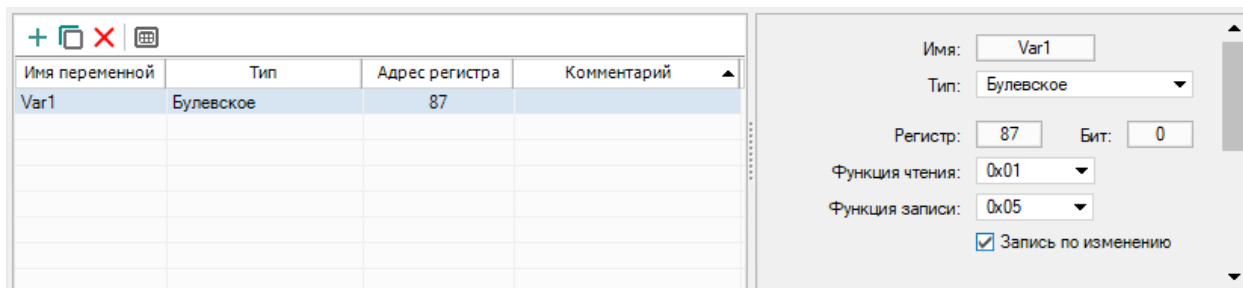 Имя переменной Тип Адрес регистра Комментарий
Var1 Булевское 87
Имя: Var1
Тип: Булевское
Регистр: 87 Бит: 0
Функция чтения: 0x01
Функция записи: 0x05
Запись по изменению